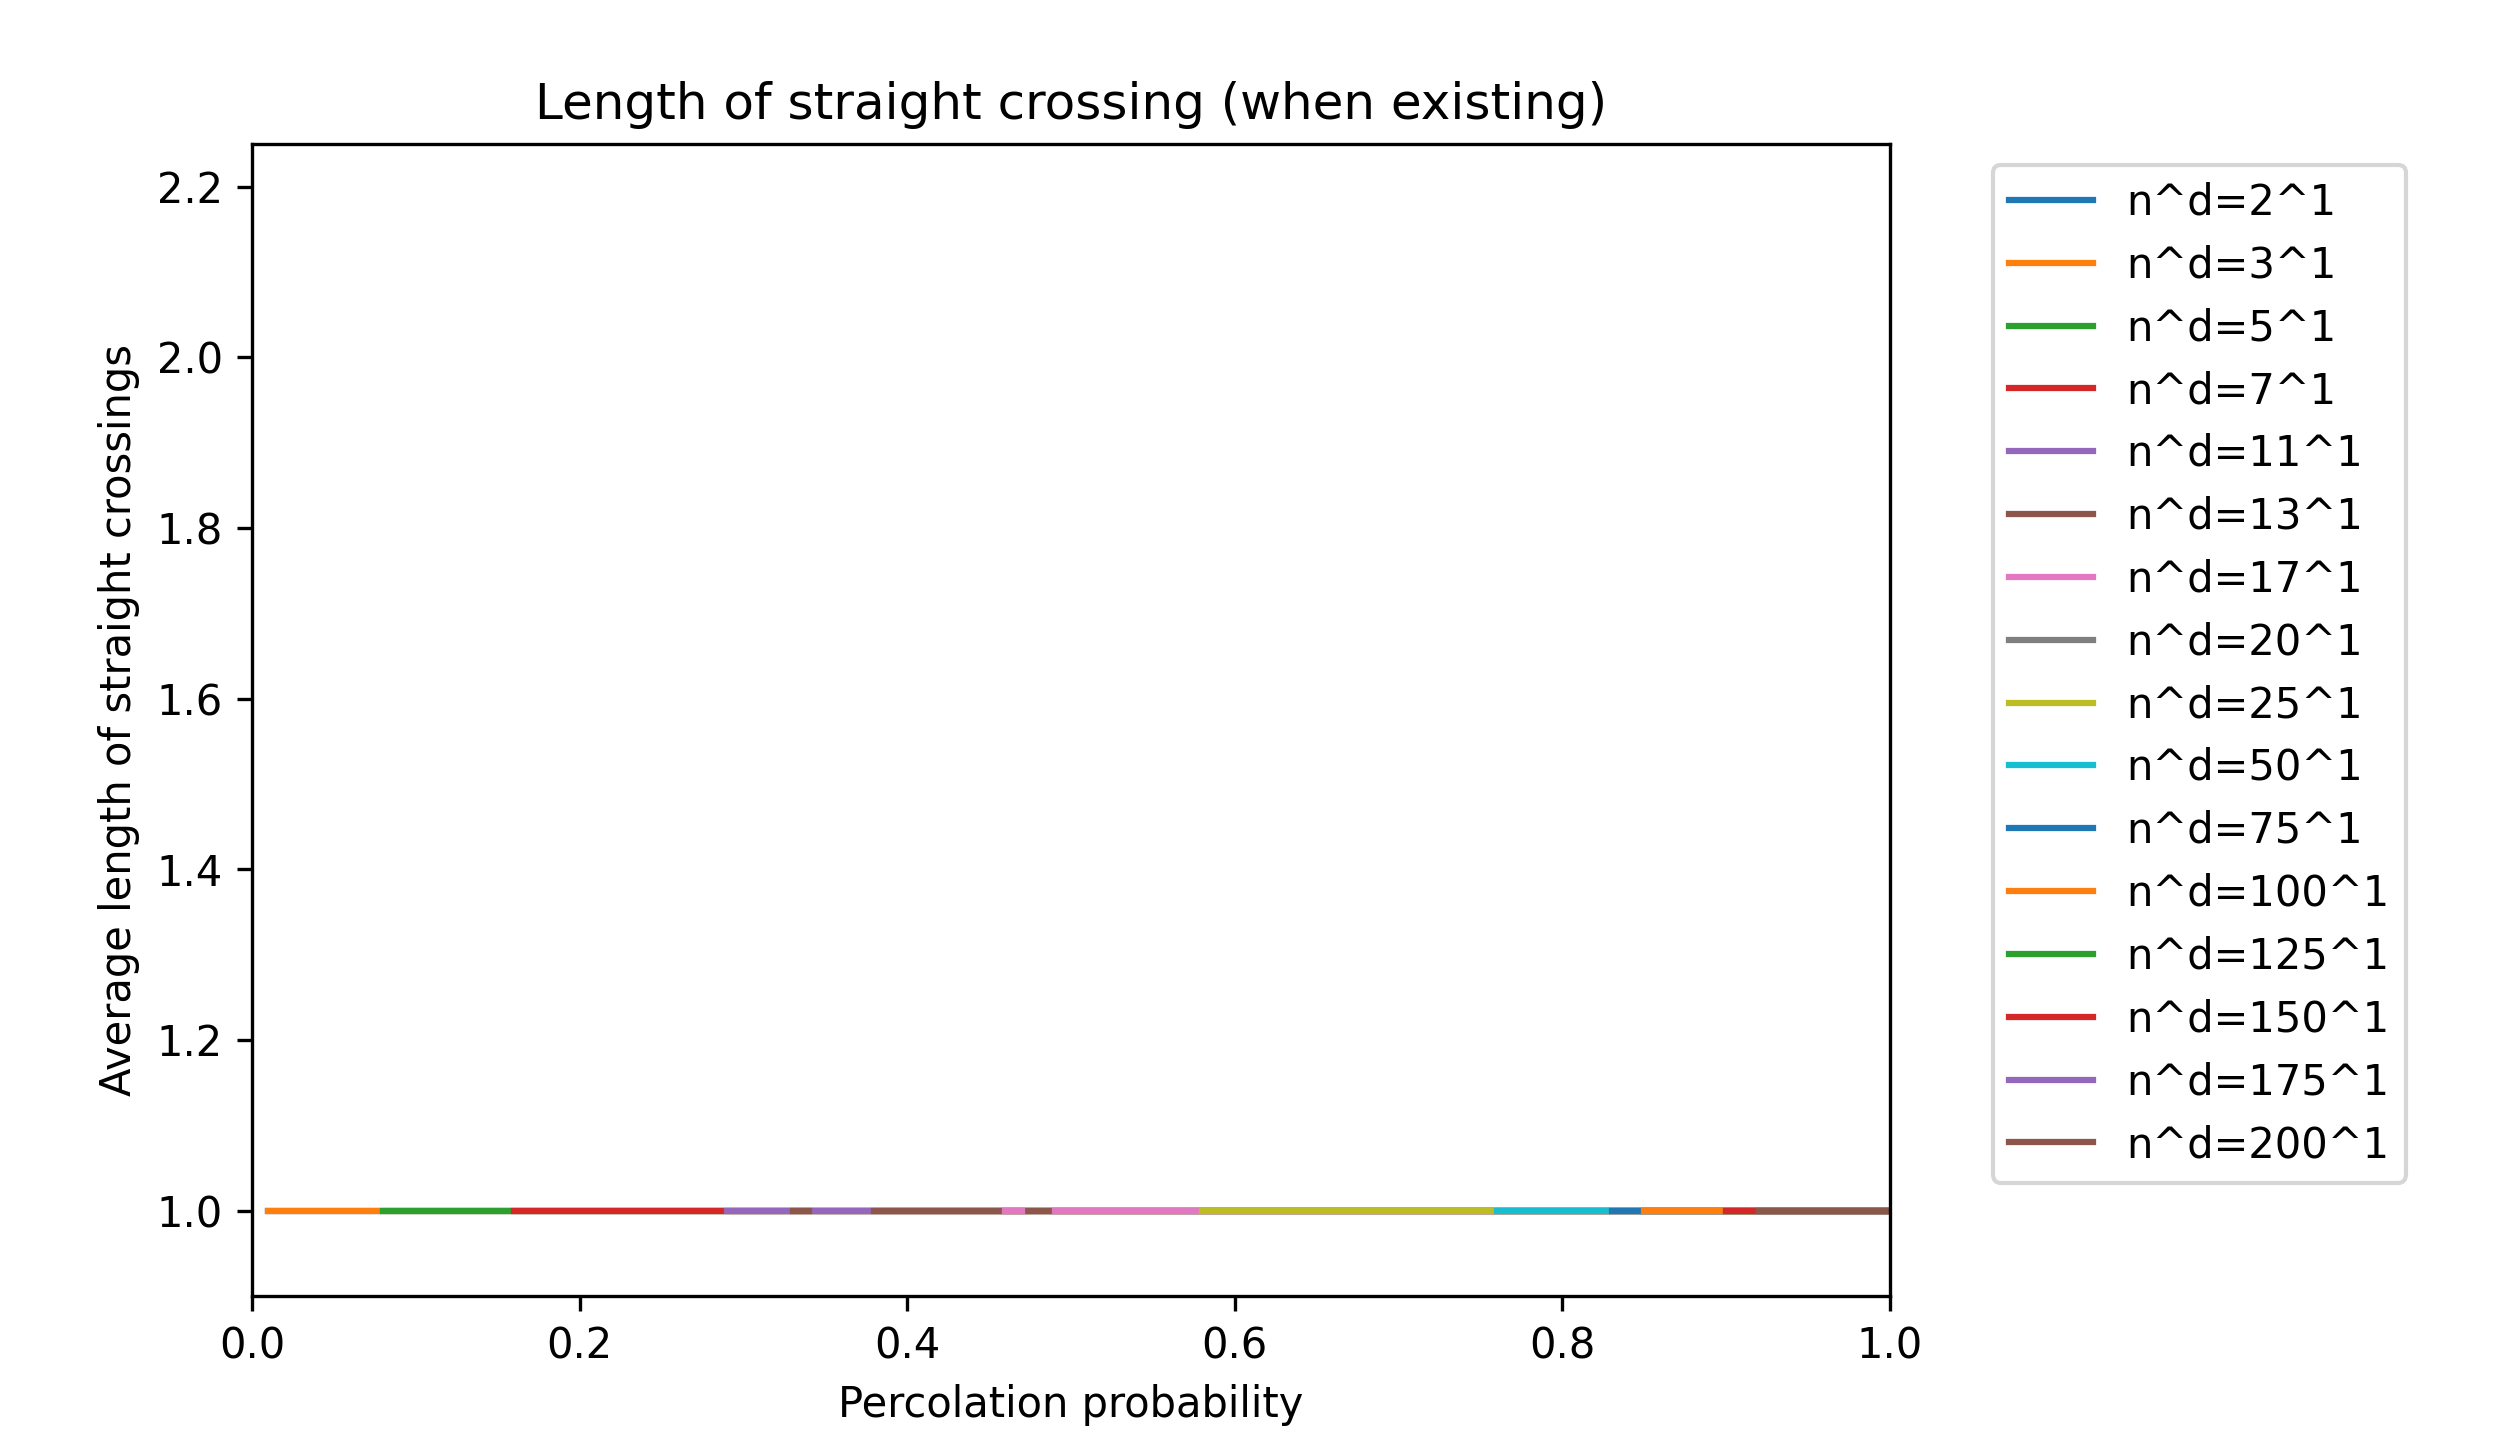 Length of straight crossing (when existing)
Average length of straight crossings
2.2
2.0
1.8
1.6
1.4
1.2
1.0
0.0
0.2
0.4
0.6
0.8
1.0
Percolation probability
n^d=2^1
n^d=3^1
n^d=5^1
n^d=7^1
n^d=11^1
n^d=13^1
n^d=17^1
n^d=20^1
n^d=25^1
n^d=50^1
n^d=75^1
n^d=100^1
n^d=125^1
n^d=150^1
n^d=175^1
n^d=200^1